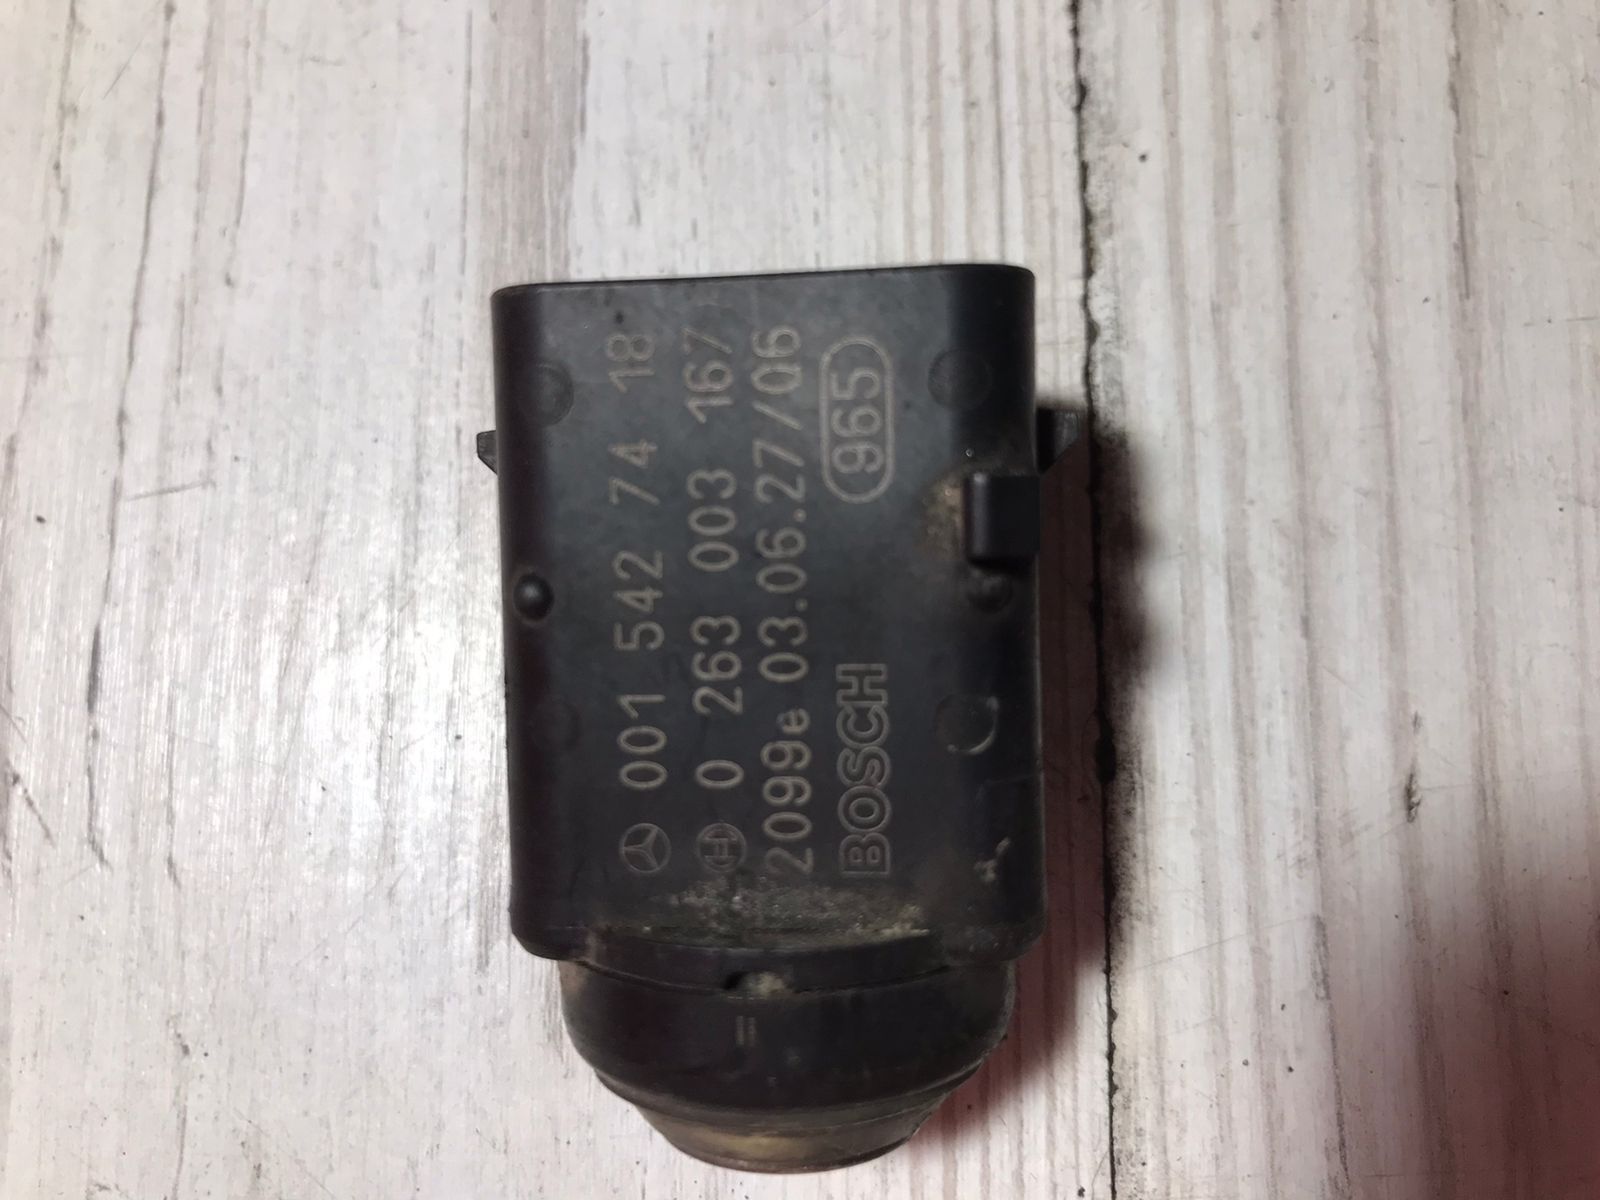 001 542 74 18
0 263 003 167
2099e 03.06.27/06
BOSCH 965